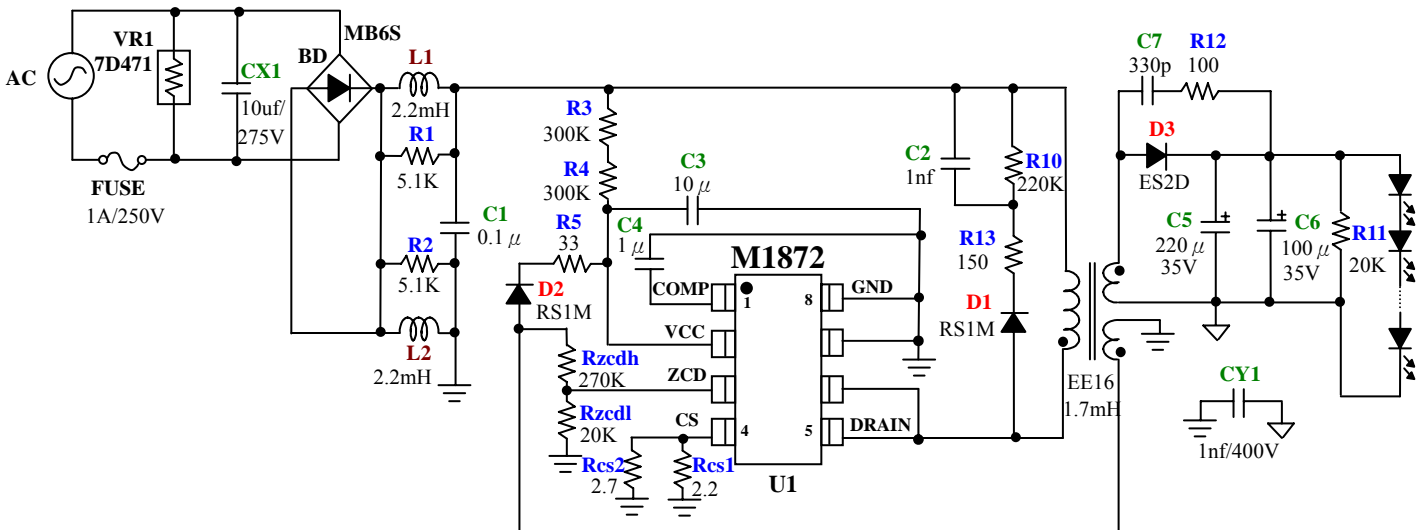 AC
VR1
7D471
CX1
10uf/
275V
FUSE
1A/250V
BD
MB6S
L1
2.2mH
R1
5.1K
C1
0.1 μ
R2
5.1K
L2
2.2mH
R3
300K
R4
300K
C3
10 μ
R5
33
C4
1 μ
D2
RS1M
Rzcdh
270K
Rzcdl
20K
Rcs2
2.7
Rcs1
2.2
M1872
COMP
1
8
GND
VCC
ZCD
CS
4
5
DRAIN
U1
C2
1nf
R10
220K
R13
150
D1
RS1M
EE16
1.7mH
C7
330p
R12
100
D3
ES2D
C5
220 μ
35V
C6
100 μ
35V
R11
20K
CY1
1nf/400V